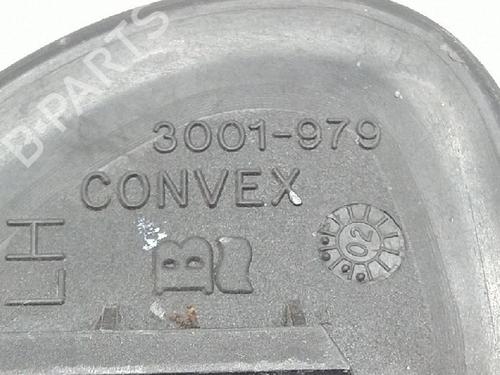 B-PARTS
3001-979
CONVEX
LH
B
02